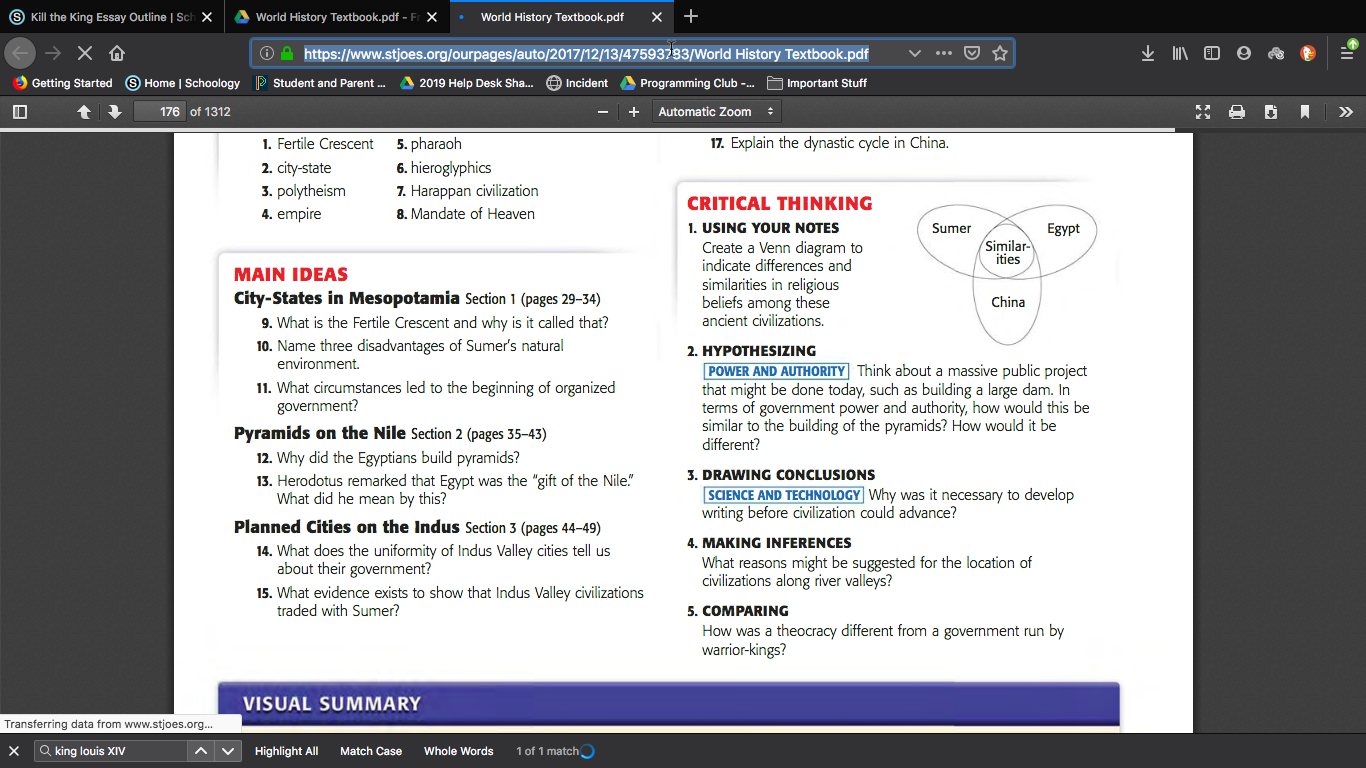 Kill the King Essay Outline | Sch
World History Textbook.pdf - Fr
World History Textbook.pdf
https://www.stjoes.org/ourpages/auto/2017/12/13/47593733/World History Textbook.pdf
Getting Started
Home | Schoology
Student and Parent ...
2019 Help Desk Sha...
Incident
Programming Club -...
Important Stuff
176 of 1312
Automatic Zoom
1. Fertile Crescent
2. city-state
3. polytheism
4. empire
5. pharaoh
6. hieroglyphics
7. Harappan civilization
8. Mandate of Heaven
MAIN IDEAS
City-States in Mesopotamia Section 1 (pages 29–34)
9. What is the Fertile Crescent and why is it called that?
10. Name three disadvantages of Sumer's natural
environment.
11. What circumstances led to the beginning of organized
government?
Pyramids on the Nile Section 2 (pages 35–43)
12. Why did the Egyptians build pyramids?
13. Herodotus remarked that Egypt was the "gift of the Nile."
What did he mean by this?
Planned Cities on the Indus Section 3 (pages 44–49)
14. What does the uniformity of Indus Valley cities tell us
about their government?
15. What evidence exists to show that Indus Valley civilizations
traded with Sumer?
17. Explain the dynastic cycle in China.
CRITICAL THINKING
1. USING YOUR NOTES
Create a Venn diagram to
indicate differences and
similarities in religious
beliefs among these
ancient civilizations.
Sumer
Egypt
Similar-
ities
China
2. HYPOTHESIZING
POWER AND AUTHORITY Think about a massive public project
that might be done today, such as building a large dam. In
terms of government power and authority, how would this be
similar to the building of the pyramids? How would it be
different?
3. DRAWING CONCLUSIONS
SCIENCE AND TECHNOLOGY Why was it necessary to develop
writing before civilization could advance?
4. MAKING INFERENCES
What reasons might be suggested for the location of
civilizations along river valleys?
5. COMPARING
How was a theocracy different from a government run by
warrior-kings?
VISUAL SUMMARY
Transferring data from www.stjoes.org...
king louis XIV
Highlight All
Match Case
Whole Words
1 of 1 match